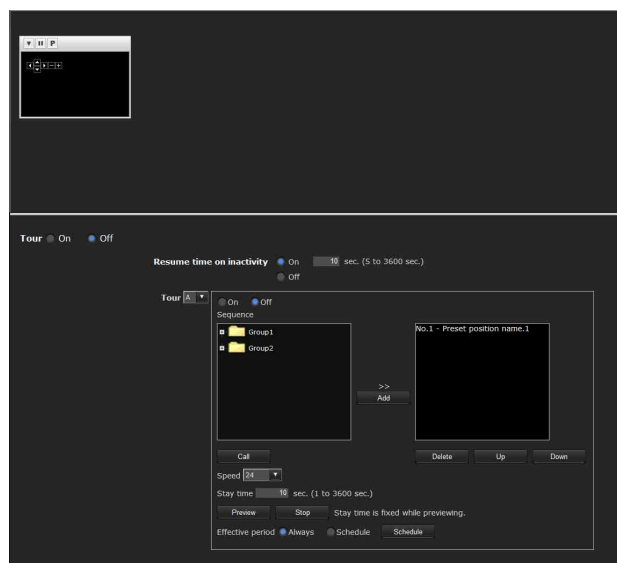 P
Tour On Off
Resume time on inactivity On 10 sec. (5 to 3600 sec.)
Off
Tour A On Off
Sequence
Group1
Group2
No.1 - Preset position name.1
>>
Add
Call Delete Up Down
Speed 24
Stay time 10 sec. (1 to 3600 sec.)
Preview Stop Stay time is fixed while previewing.
Effective period Always Schedule Schedule